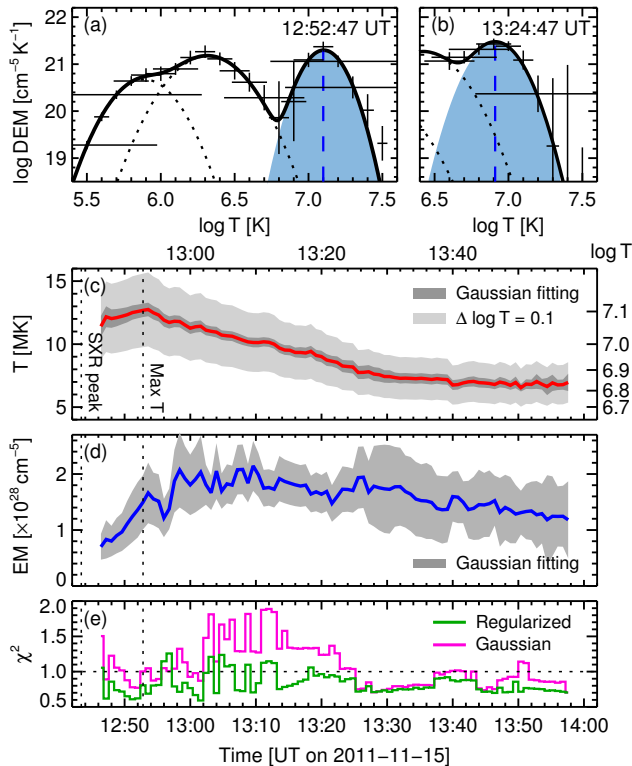 (a) 12:52:47 UT
(b) 13:24:47 UT
log DEM [cm⁻⁵ K⁻¹]
22
21
20
19
5.5 6.0 6.5 7.0 7.5
6.5 7.0 7.5
log T [K]
log T [K]
13:00 13:20 13:40 log T
(c)
T [MK]
15
10
5
Gaussian fitting
Δ log T = 0.1
SXR peak
Max T
7.1
7.0
6.9
6.8
6.7
(d)
EM [×10²⁸ cm⁻⁵]
2
1
0
Gaussian fitting
(e)
χ²
2.0
1.5
1.0
0.5
Regularized
Gaussian
12:50 13:00 13:10 13:20 13:30 13:40 13:50 14:00
Time [UT on 2011−11−15]